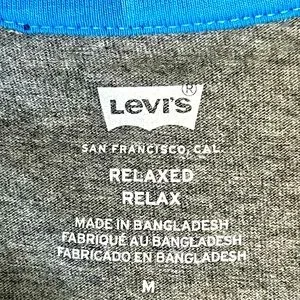 LEVI'S
®
SAN FRANCISCO, CAL.
RELAXED
RELAX
MADE IN BANGLADESH
FABRIQUÉ AU BANGLADESH
FABRICADO EN BANGLADESH
M